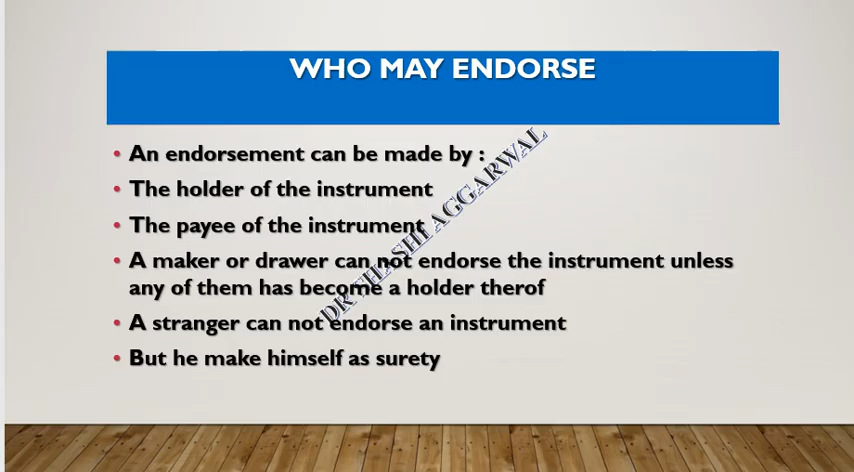 WHO MAY ENDORSE
• An endorsement can be made by :
• The holder of the instrument
• The payee of the instrument
• A maker or drawer can not endorse the instrument unless
any of them has become a holder therof
• A stranger can not endorse an instrument
• But he make himself as surety
DR SHASHI AGGARWAL